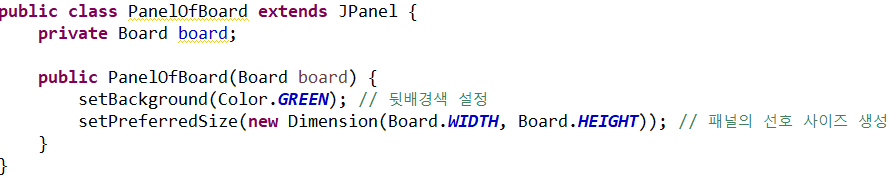 public class PanelOfBoard extends JPanel {
    private Board board;

    public PanelOfBoard(Board board) {
        setBackground(Color.GREEN); // 뒷배경색 설정
        setPreferredSize(new Dimension(Board.WIDTH, Board.HEIGHT)); // 패널의 선호 사이즈 생성
    }
}